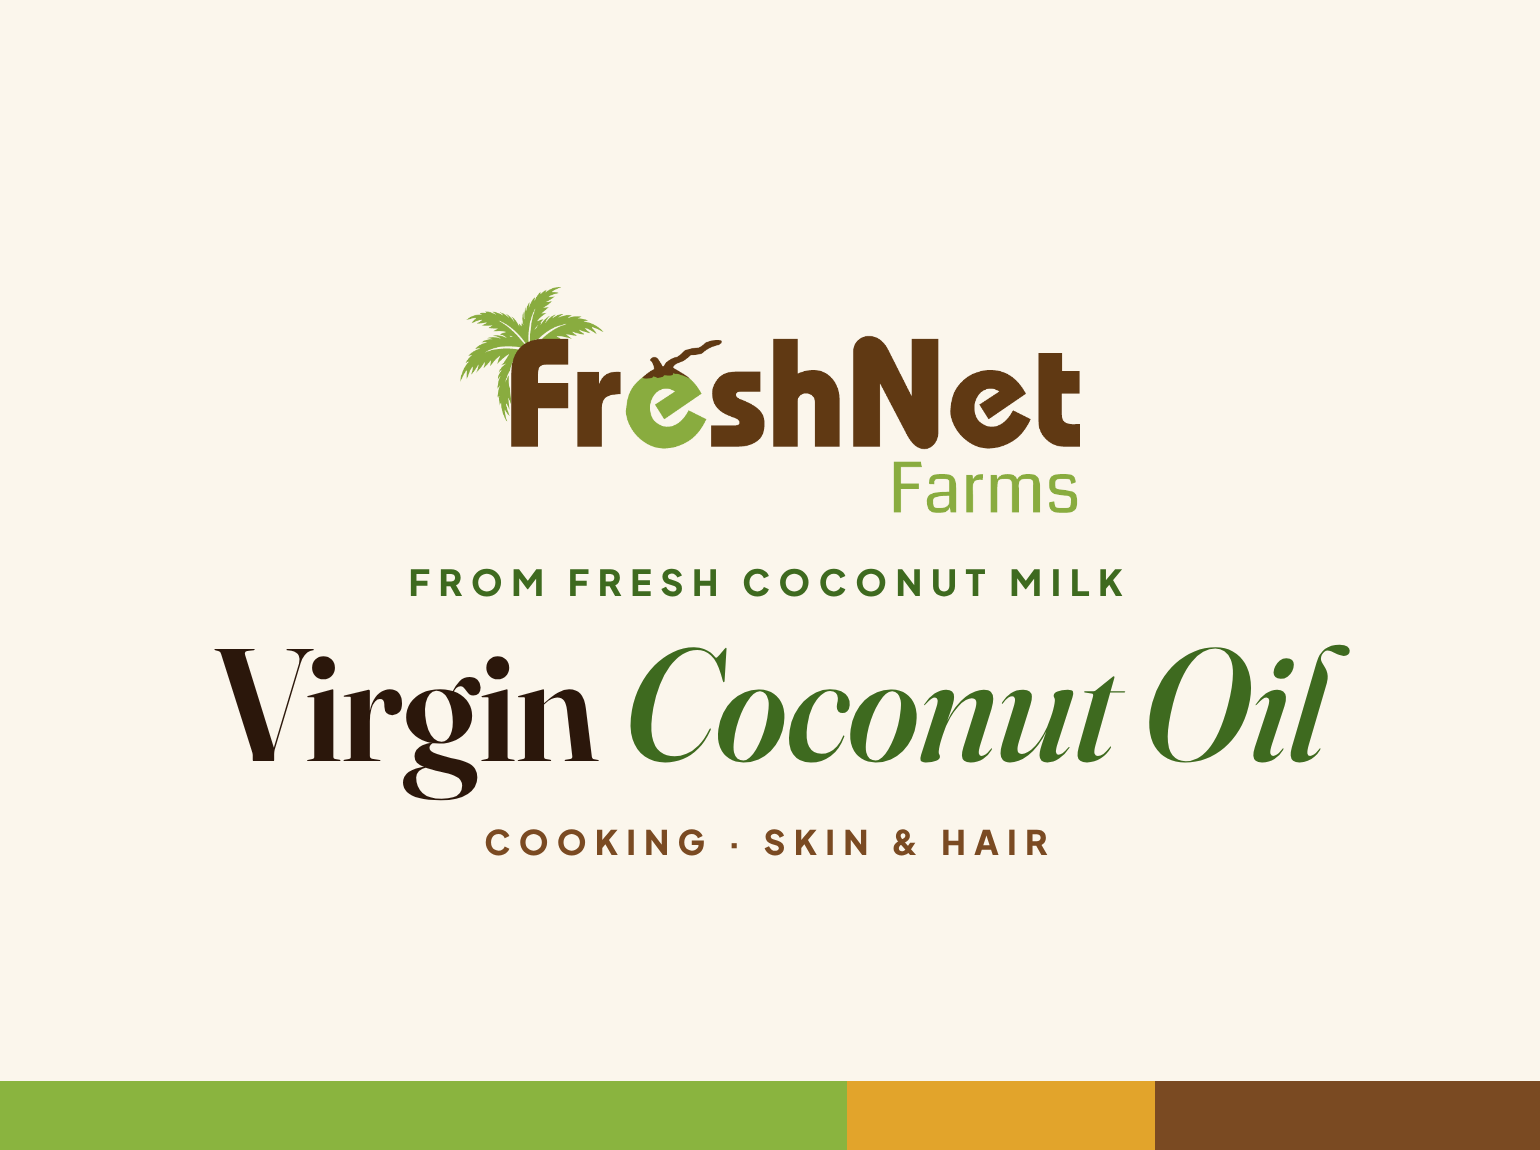 FreshNet
Farms
FROM FRESH COCONUT MILK
Virgin Coconut Oil
COOKING · SKIN & HAIR